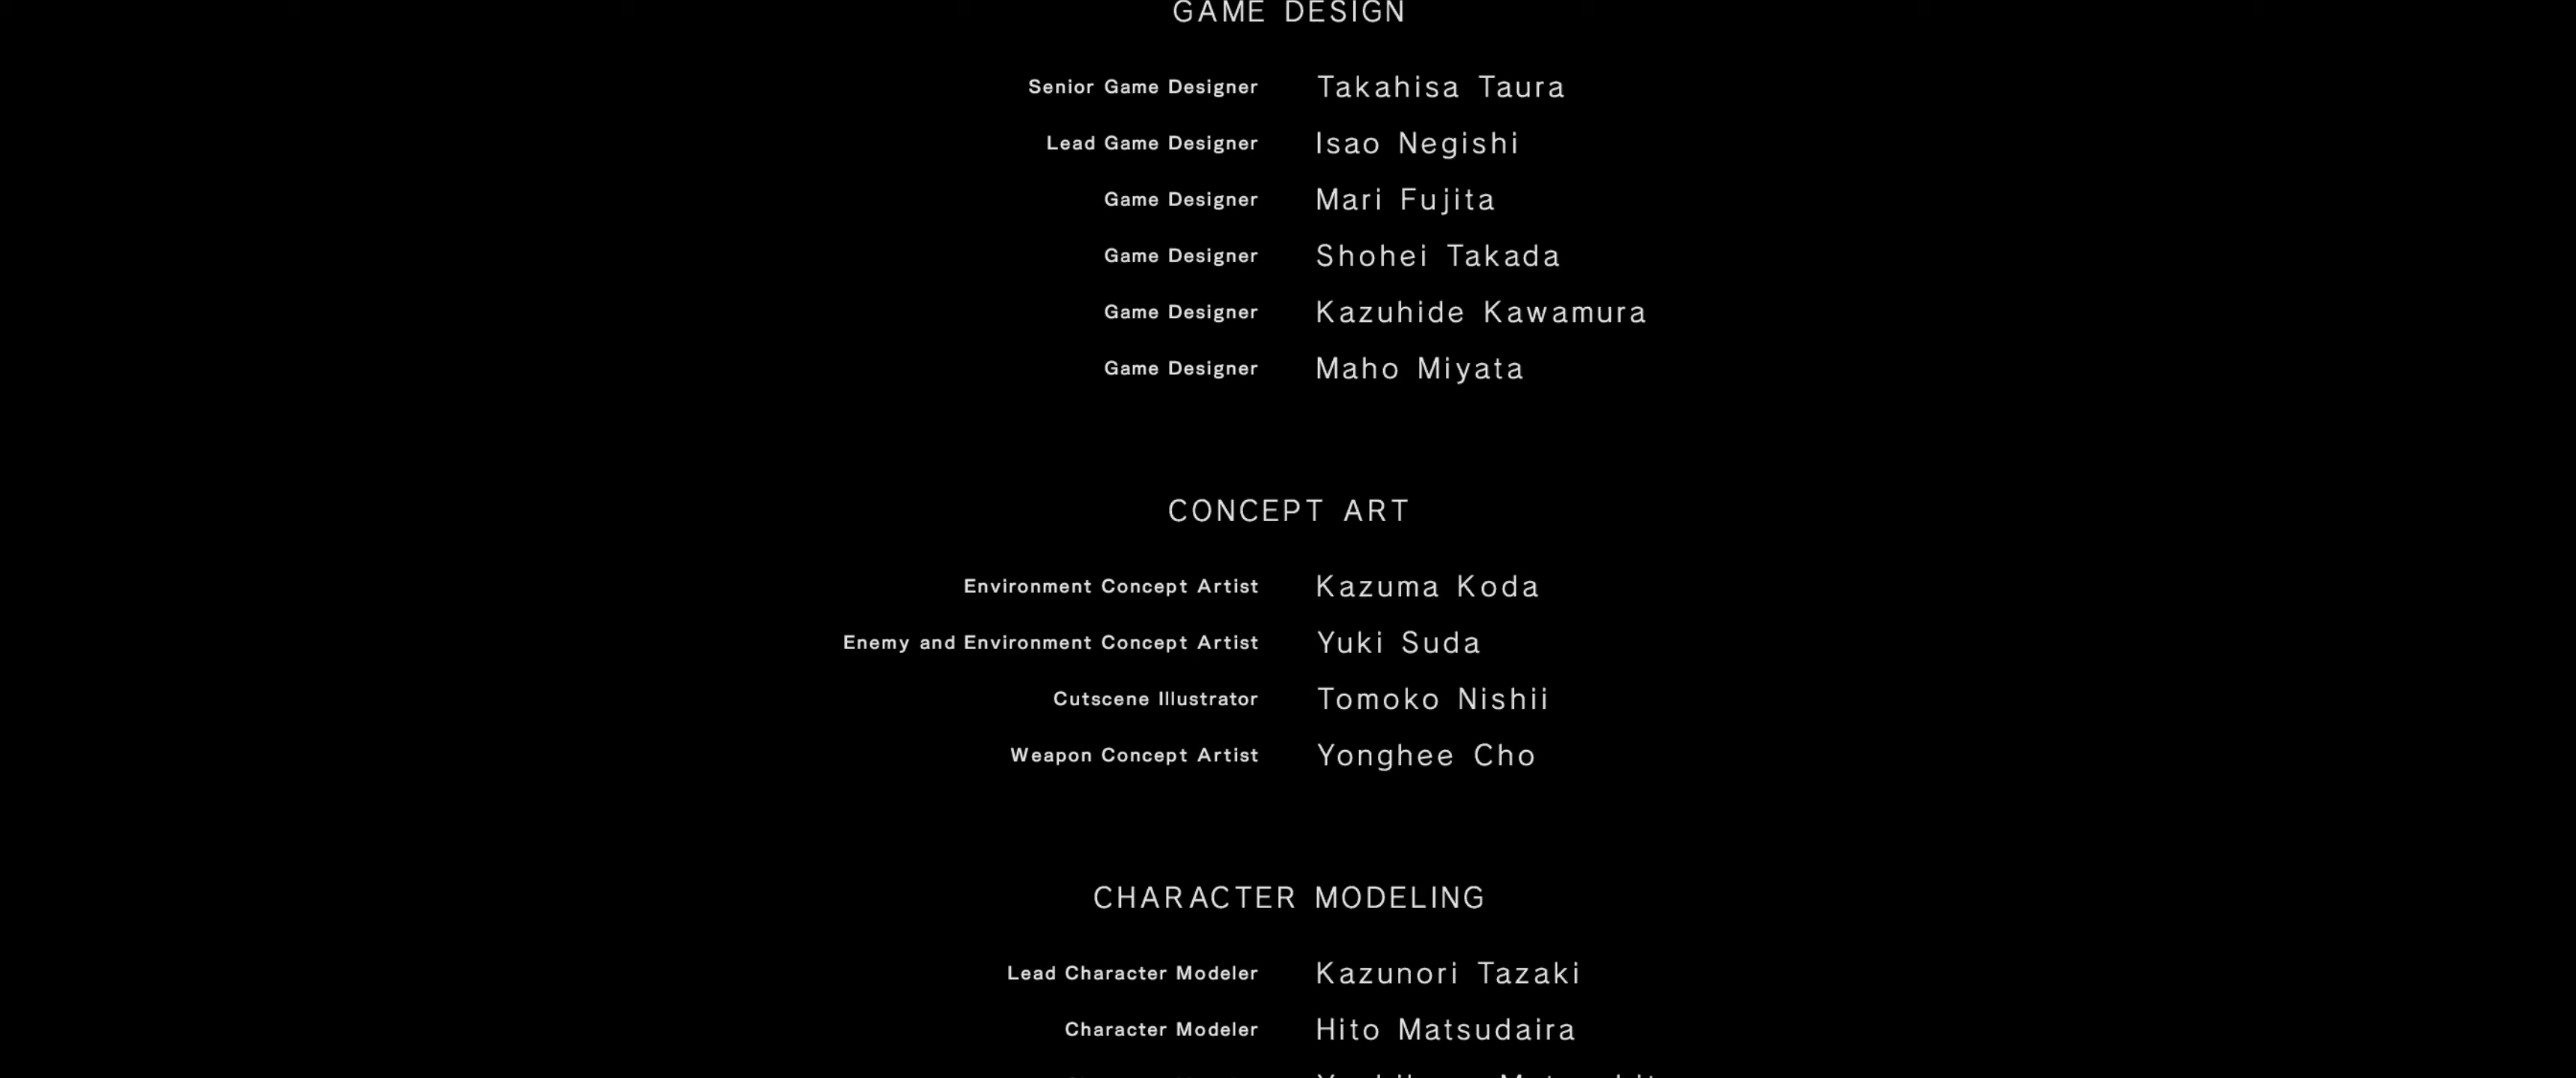 GAME DESIGN
Senior Game Designer Takahisa Taura
Lead Game Designer Isao Negishi
Game Designer Mari Fujita
Game Designer Shohei Takada
Game Designer Kazuhide Kawamura
Game Designer Maho Miyata
CONCEPT ART
Environment Concept Artist Kazuma Koda
Enemy and Environment Concept Artist Yuki Suda
Cutscene Illustrator Tomoko Nishii
Weapon Concept Artist Yonghee Cho
CHARACTER MODELING
Lead Character Modeler Kazunori Tazaki
Character Modeler Hito Matsudaira